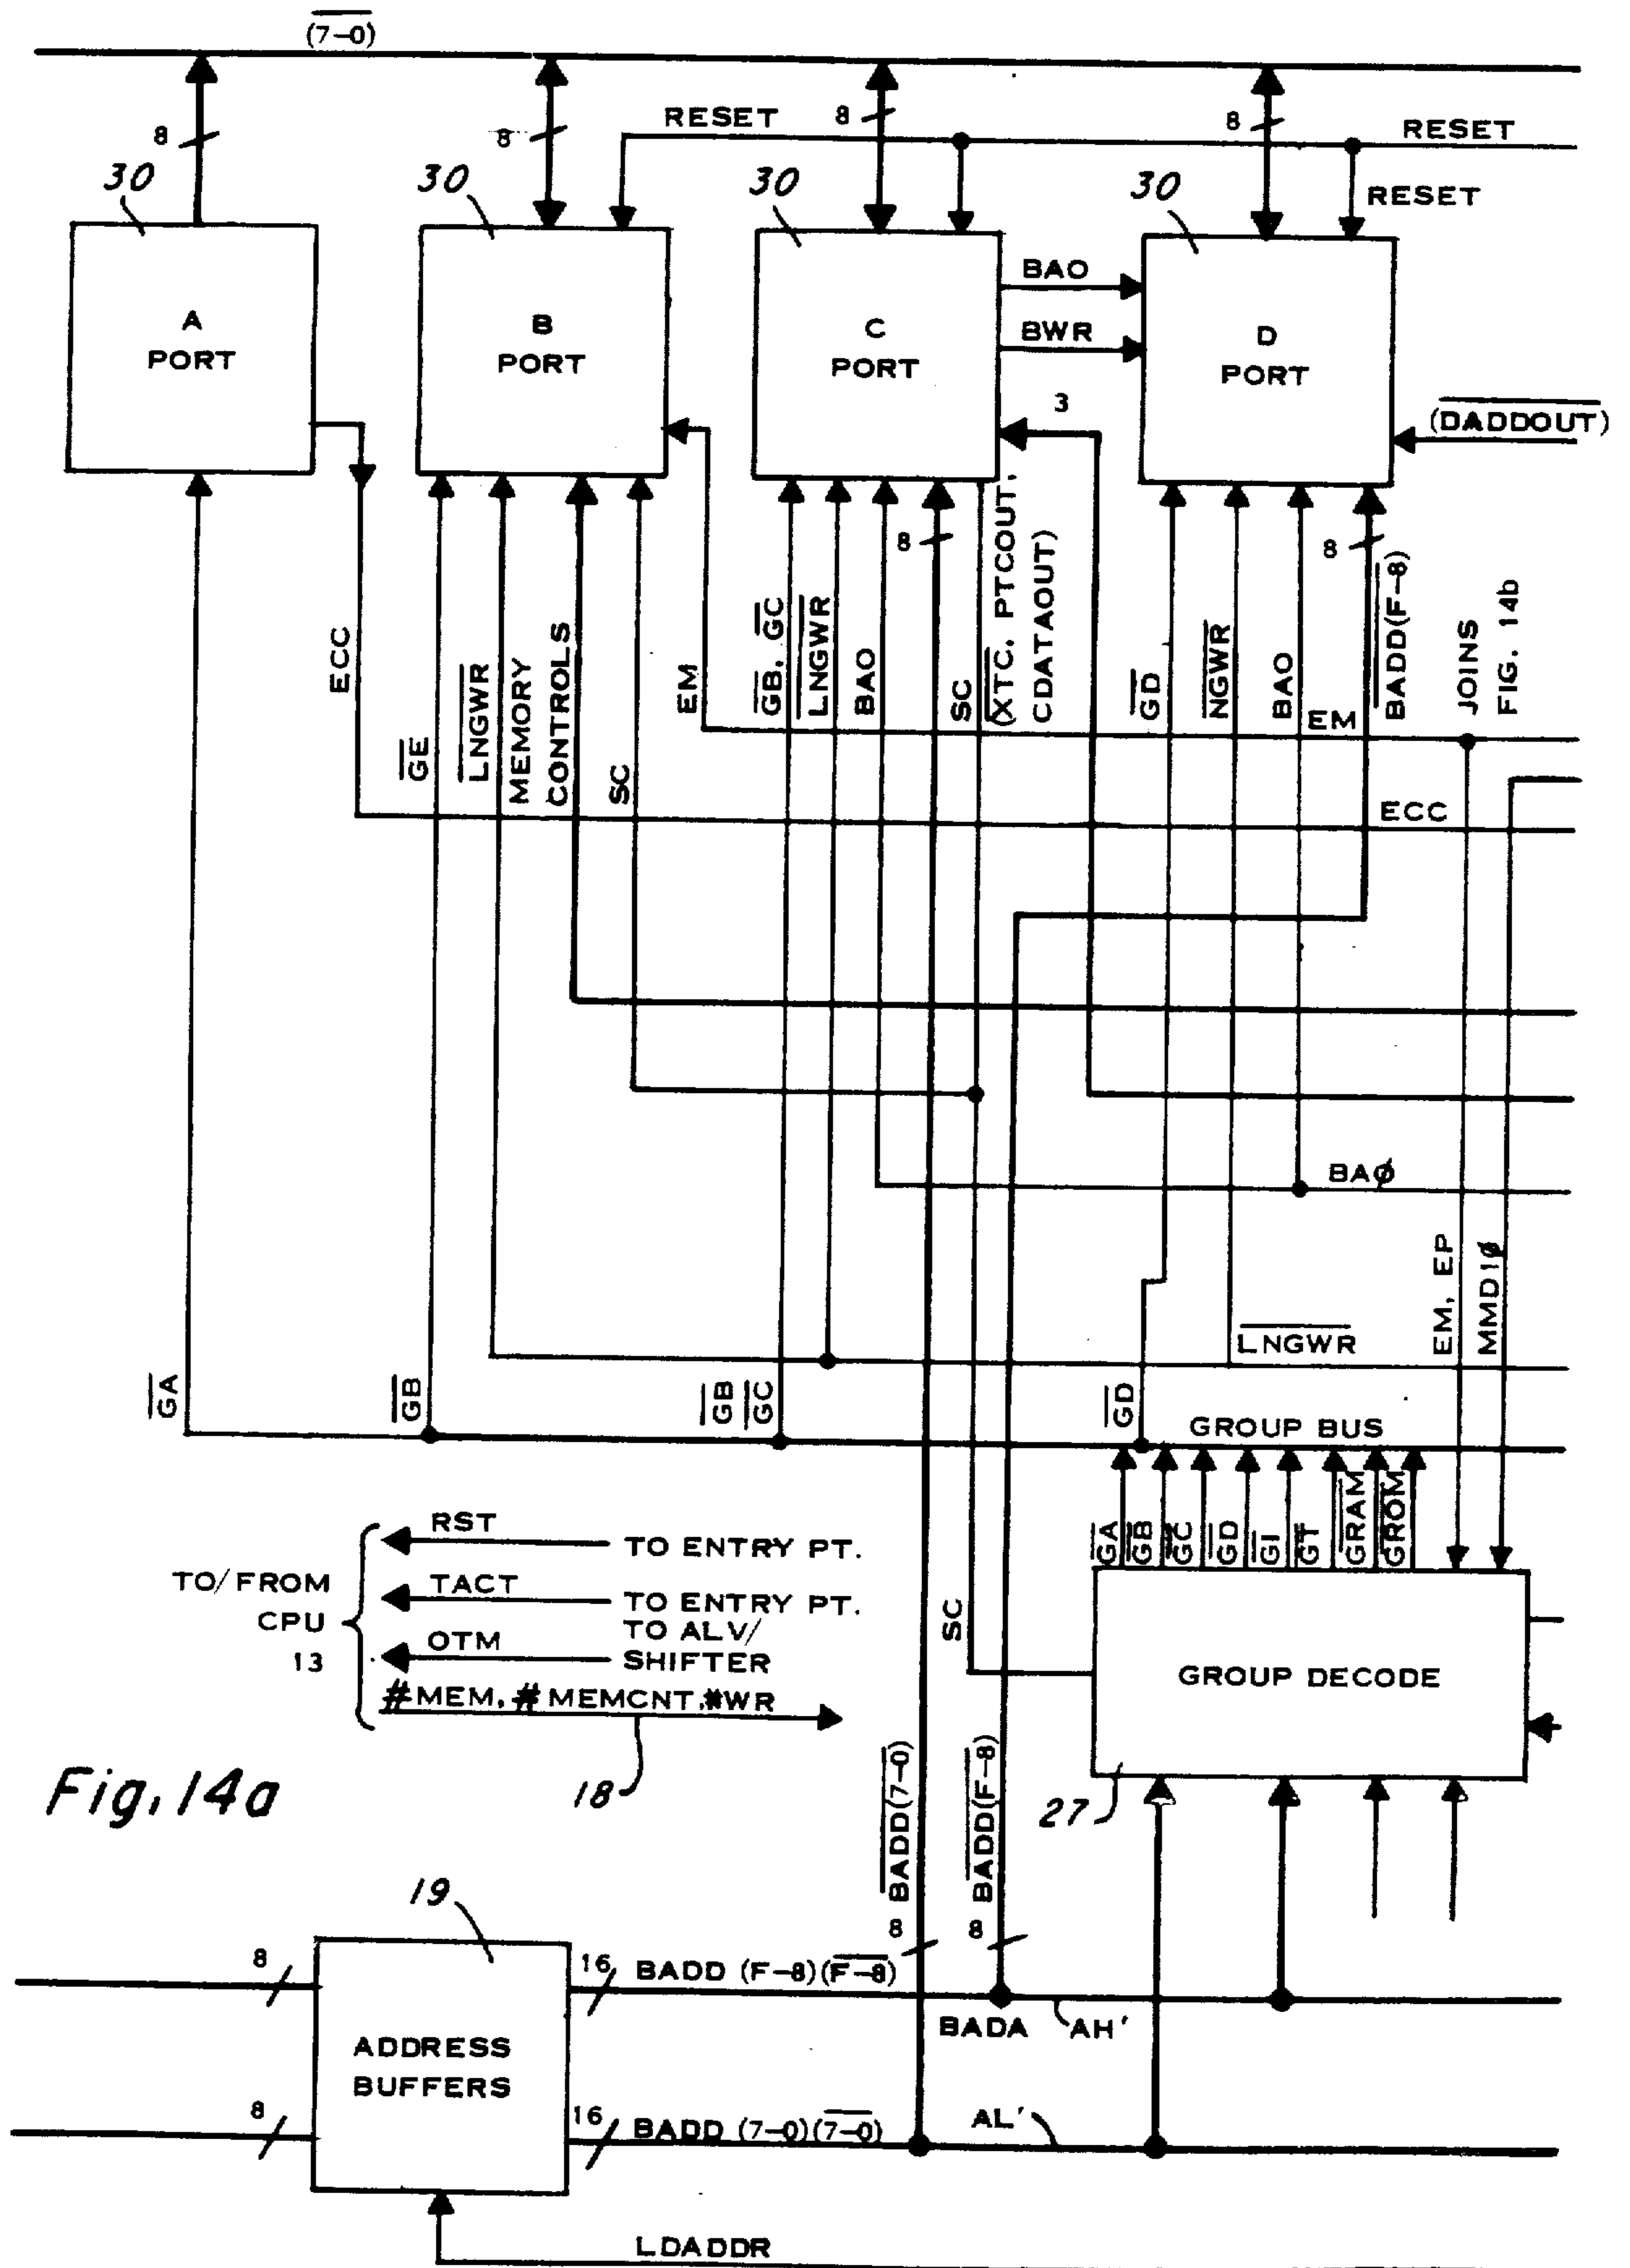 (7-0)
8
8
RESET
8
8
RESET
30
30
30
30
RESET
A
PORT
B
PORT
C
PORT
D
PORT
BAO
BWR
3
(DADDOUT)
8
8
ECC
GE
LNGWR
MEMORY
CONTROLS
SC
EM
GB, GC
LNGWR
BAO
SC
(XTC, PTCOUT,
CDATAOUT)
GD
NGWR
BAO
EM
BADD(F-8)
JOINS
FIG. 14b
ECC
BAØ
EM, EP
MMD1Ø
LNGWR
GA
GB
GB
GC
GD
GROUP BUS
GA
GB
GC
GD
GI
GT
GRAM
GROM
TO/FROM
CPU
13
RST
TO ENTRY PT.
TACT
TO ENTRY PT.
OTM
TO ALV/
SHIFTER
#MEM, #MEMCNT, #WR
18
SC
GROUP DECODE
27
Fig. 14a
BADD(7-0)
BADD(F-8)
19
8
8
8
16
BADD (F-8)(F-8)
BADA
AH'
ADDRESS
BUFFERS
8
16
BADD (7-0)(7-0)
AL'
LDADDR